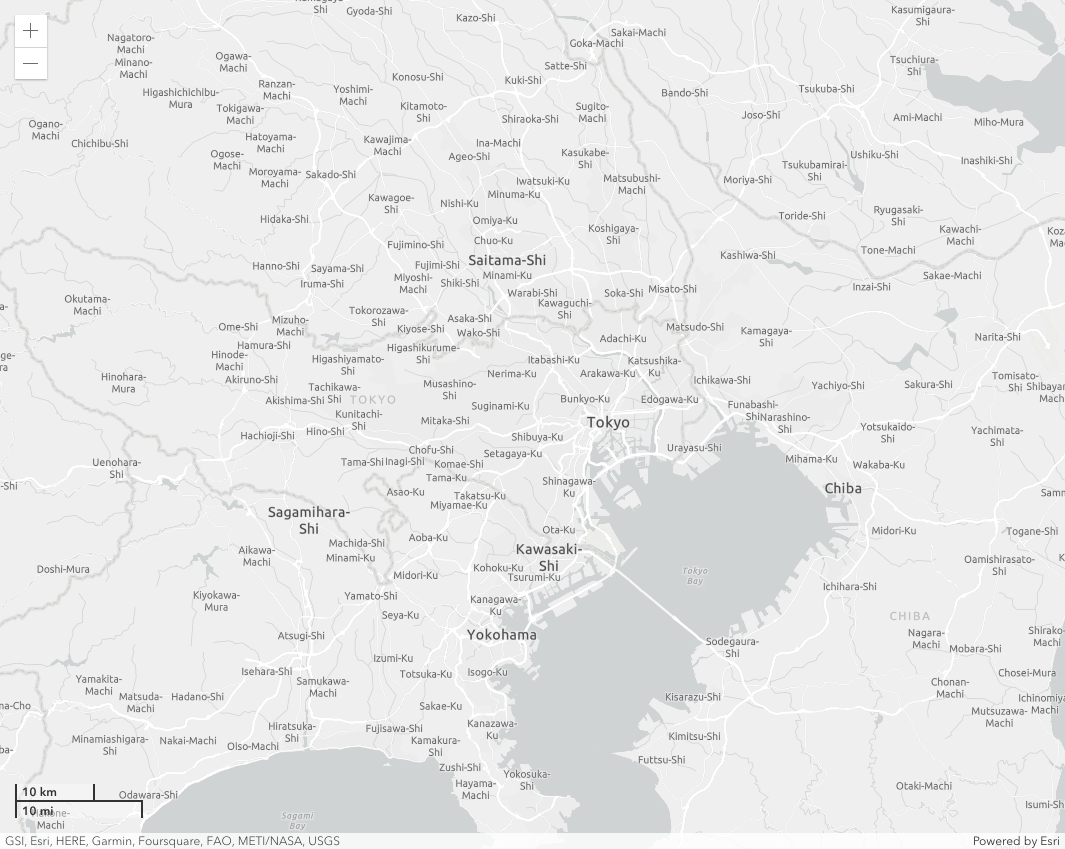 Shi
Gyoda-Shi
Kazo-Shi
Kasumigaura-
Shi
Nagatoro-
Machi
Minano-
Machi
Ogawa-
Machi
Goka-Machi
Sakai-Machi
Satte-Shi
Tsuchiura-
Shi
Ranzan-
Machi
Yoshimi-
Machi
Konosu-Shi
Kuki-Shi
Bando-Shi
Tsukuba-Shi
Higashichichibu-
Mura
Tokigawa-
Machi
Kitamoto-
Shi
Shiraoka-Shi
Sugito-
Machi
Joso-Shi
Ami-Machi
Miho-Mura
Ogano-
Machi
Chichibu-Shi
Hatoyama-
Machi
Ogose-
Machi
Kawajima-
Machi
Ina-Machi
Ageo-Shi
Kasukabe-
Shi
Ushiku-Shi
Inashiki-Shi
Tsukubamirai-
Shi
Moroyama-
Machi
Sakado-Shi
Iwatsuki-Ku
Minuma-Ku
Matsubushi-
Machi
Moriya-Shi
Kawagoe-
Shi
Nishi-Ku
Hidaka-Shi
Omiya-Ku
Toride-Shi
Ryugasaki-
Shi
Kawachi-
Machi
Koshigaya-
Shi
Chuo-Ku
Fujimino-Shi
Saitama-Shi
Kashiwa-Shi
Tone-Machi
Koza
Machi
Hanno-Shi
Sayama-Shi
Iruma-Shi
Fujimi-Shi
Miyoshi-
Machi
Shiki-Shi
Minami-Ku
Sakae-Machi
Inzai-Shi
Warabi-Shi
Soka-Shi
Misato-Shi
Okutama-
Machi
Kawaguchi-
Shi
Tokorozawa-
Shi
Asaka-Shi
Kiyose-Shi
Wako-Shi
Mizuho-
Machi
Ome-Shi
Adachi-Ku
Matsudo-Shi
Kamagaya-
Shi
Narita-Shi
Hamura-Shi
Higashikurume-
Shi
Hinode-
Machi
Higashiyamato-
Shi
Itabashi-Ku
Nerima-Ku
Arakawa-Ku
Katsushika-
Ku
Akiruno-Shi
Hinohara-
Mura
Tachikawa-
Shi
Akishima-Shi
TOKYO
Musashino-
Shi
Suginami-Ku
Bunkyo-Ku
Edogawa-Ku
Ichikawa-Shi
Yachiyo-Shi
Sakura-Shi
Tomisato-
Shi
Shibayama
Machi
Kunitachi-
Shi
Mitaka-Shi
Tokyo
Funabashi-
Shi
Narashino-
Shi
Yotsukaido-
Shi
Yachimata-
Shi
Hachioji-Shi
Hino-Shi
Shibuya-Ku
Chofu-Shi
Setagaya-Ku
Urayasu-Shi
Mihama-Ku
Wakaba-Ku
Uenohara-
Shi
-Shi
Tama-Shi
Inagi-Shi
Komae-Shi
Tama-Ku
Shinagawa-
Ku
Chiba
Asao-Ku
Takatsu-Ku
Miyamae-Ku
Sagamihara-
Shi
Ota-Ku
Midori-Ku
Togane-Shi
Machida-Shi
Aoba-Ku
Kawasaki-
Shi
Aikawa-
Machi
Minami-Ku
Kohoku-Ku
Tsurumi-Ku
Midori-Ku
Doshi-Mura
Oamishirasato-
Shi
Tokyo
Bay
Ichihara-Shi
Kiyokawa-
Mura
Yamato-Shi
Kanagawa-
Ku
Seya-Ku
CHIBA
Atsugi-Shi
Yokohama
Nagara-
Machi
Mobara-Shi
Shirako-
Machi
Sodegaura-
Shi
Izumi-Ku
Totsuka-Ku
Isogo-Ku
Isehara-Shi
Yamakita-
Machi
Samukawa-
Machi
Chosei-Mura
Chonan-
Machi
Matsuda-
Machi
Hadano-Shi
Kisarazu-Shi
Ichinomiya
Mutsuzawa-
Machi
Machi
ma-Cho
Sakae-Ku
Kanazawa-
Ku
Hiratsuka-
Shi
Fujisawa-Shi
Kimitsu-Shi
Minamiashigara-
Shi
Nakai-Machi
Oiso-Machi
Kamakura-
Shi
Futtsu-Shi
Zushi-Shi
Hayama-
Machi
Yokosuka-
Shi
Otaki-Machi
Isumi-Sh
10 km
10 mi
Odawara-Shi
Machi
Sagami
Bay
GSI, Esri, HERE, Garmin, Foursquare, FAO, METI/NASA, USGS
Powered by Esri